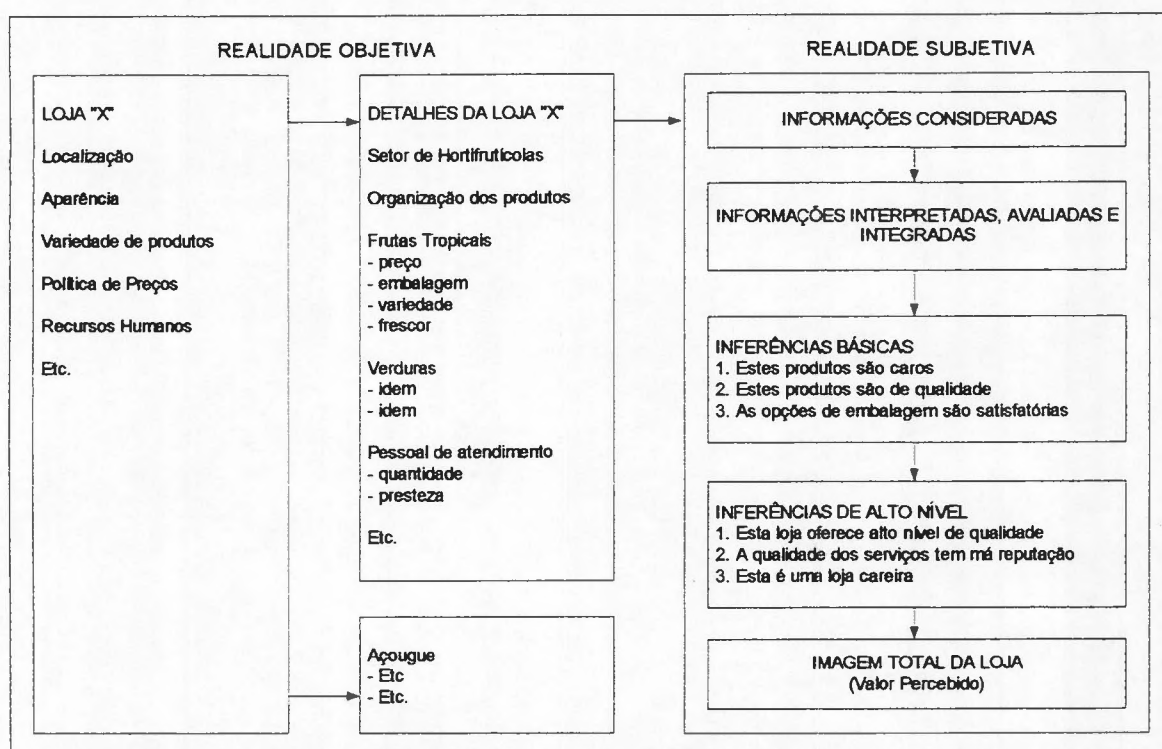 REALIDADE OBJETIVA
REALIDADE SUBJETIVA
LOJA "X"
Localização
Aparência
Variedade de produtos
Política de Preços
Recursos Humanos
Etc.
DETALHES DA LOJA "X"
Setor de Hortifrutícolas
Organização dos produtos
Frutas Tropicais
- preço
- embalagem
- variedade
- frescor
Verduras
- idem
- idem
Pessoal de atendimento
- quantidade
- presteza
Etc.
Açougue
- Etc
- Etc.
INFORMAÇÕES CONSIDERADAS
INFORMAÇÕES INTERPRETADAS, AVALIADAS E
INTEGRADAS
INFERÊNCIAS BÁSICAS
1. Estes produtos são caros
2. Estes produtos são de qualidade
3. As opções de embalagem são satisfatórias
INFERÊNCIAS DE ALTO NÍVEL
1. Esta loja oferece alto nível de qualidade
2. A qualidade dos serviços tem má reputação
3. Esta é uma loja careira
IMAGEM TOTAL DA LOJA
(Valor Percebido)